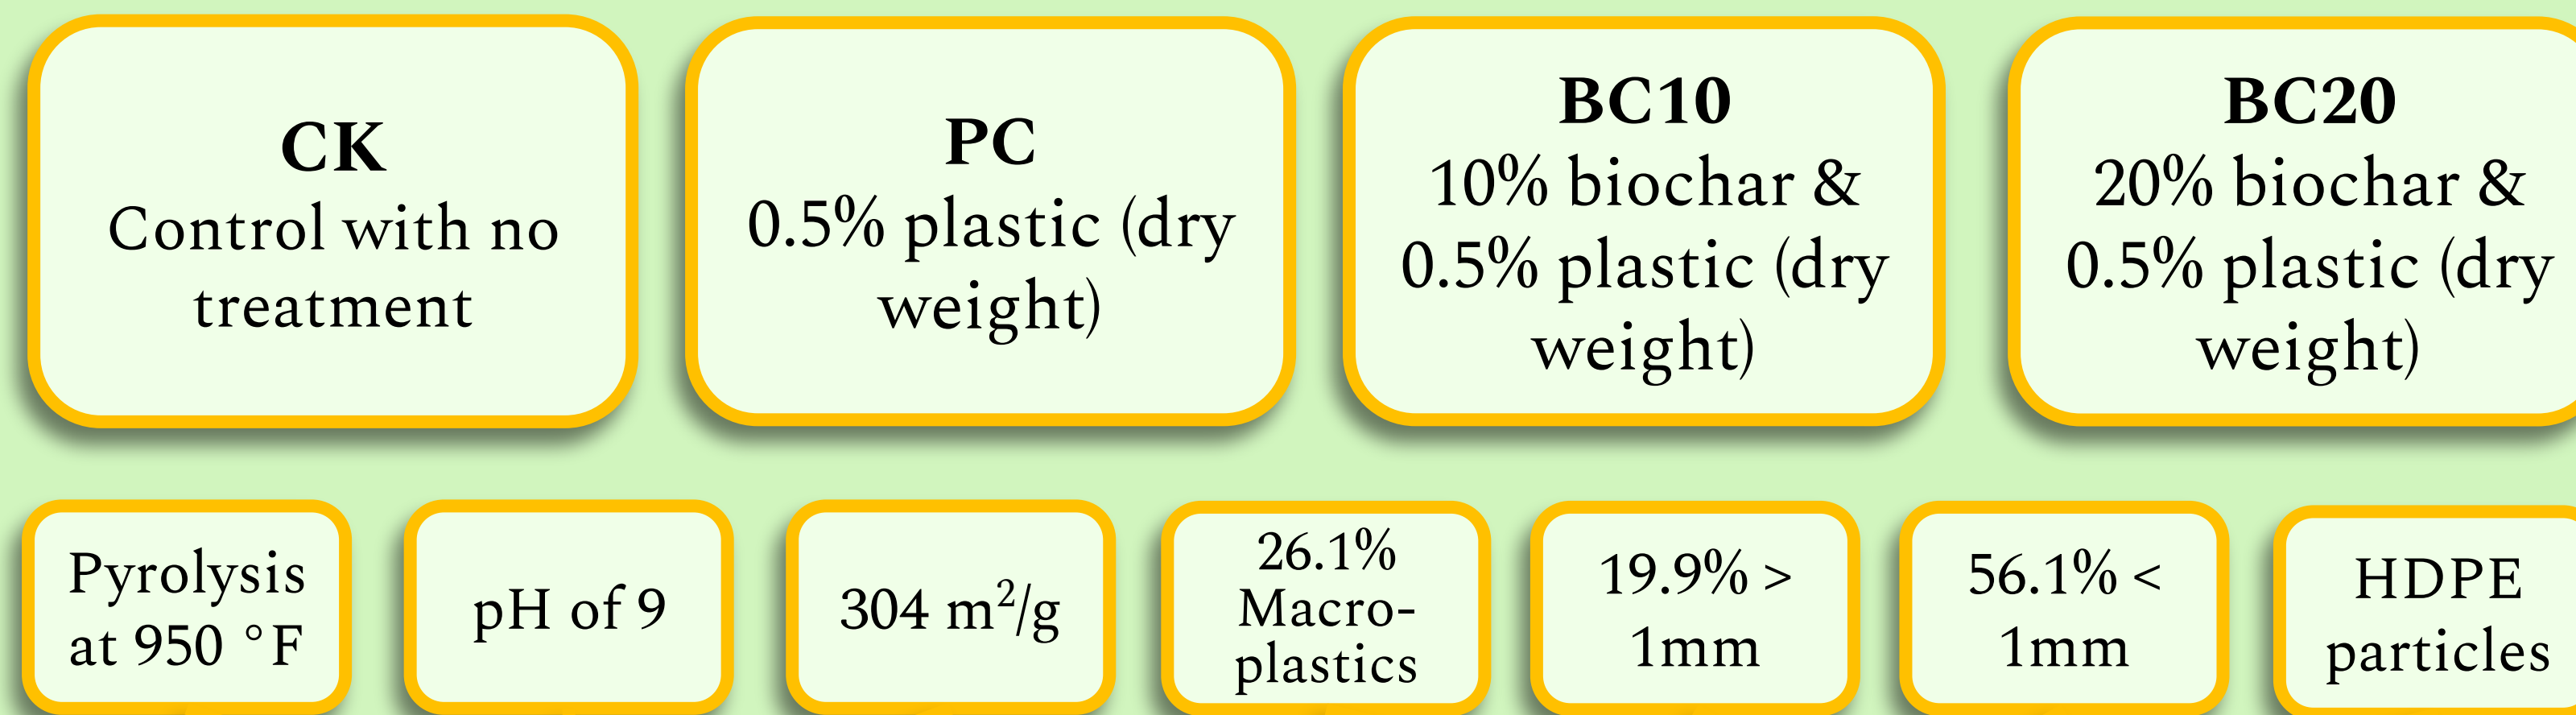 CK
Control with no
treatment
PC
0.5% plastic (dry
weight)
BC10
10% biochar &
0.5% plastic (dry
weight)
BC20
20% biochar &
0.5% plastic (dry
weight)
Pyrolysis
at 950 °F
pH of 9
304 m²/g
26.1%
Macro-
plastics
19.9% >
1mm
56.1% <
1mm
HDPE
particles